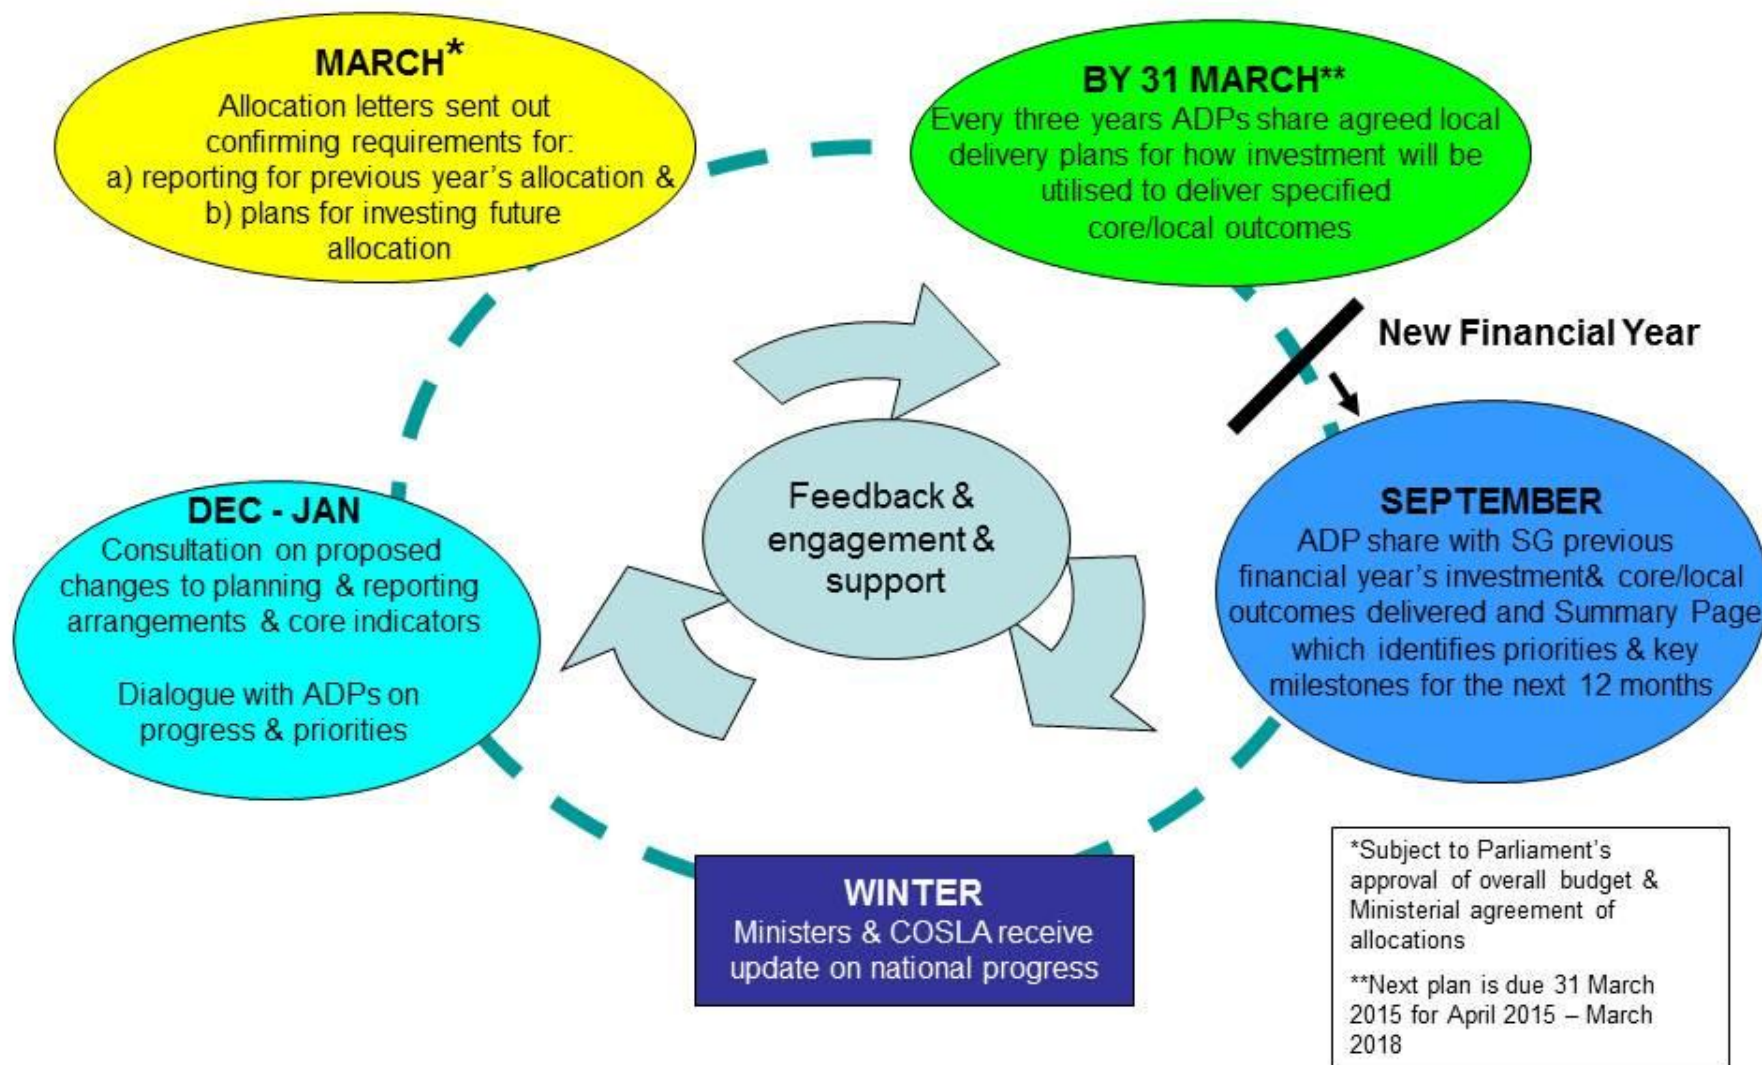 MARCH*
Allocation letters sent out
confirming requirements for:
a) reporting for previous year's allocation &
b) plans for investing future
allocation
BY 31 MARCH**
Every three years ADPs share agreed local
delivery plans for how investment will be
utilised to deliver specified
core/local outcomes
New Financial Year
SEPTEMBER
ADP share with SG previous
financial year's investment& core/local
outcomes delivered and Summary Page
which identifies priorities & key
milestones for the next 12 months
WINTER
Ministers & COSLA receive
update on national progress
DEC - JAN
Consultation on proposed
changes to planning & reporting
arrangements & core indicators
Dialogue with ADPs on
progress & priorities
Feedback &
engagement &
support
*Subject to Parliament's
approval of overall budget &
Ministerial agreement of
allocations
**Next plan is due 31 March
2015 for April 2015 – March
2018